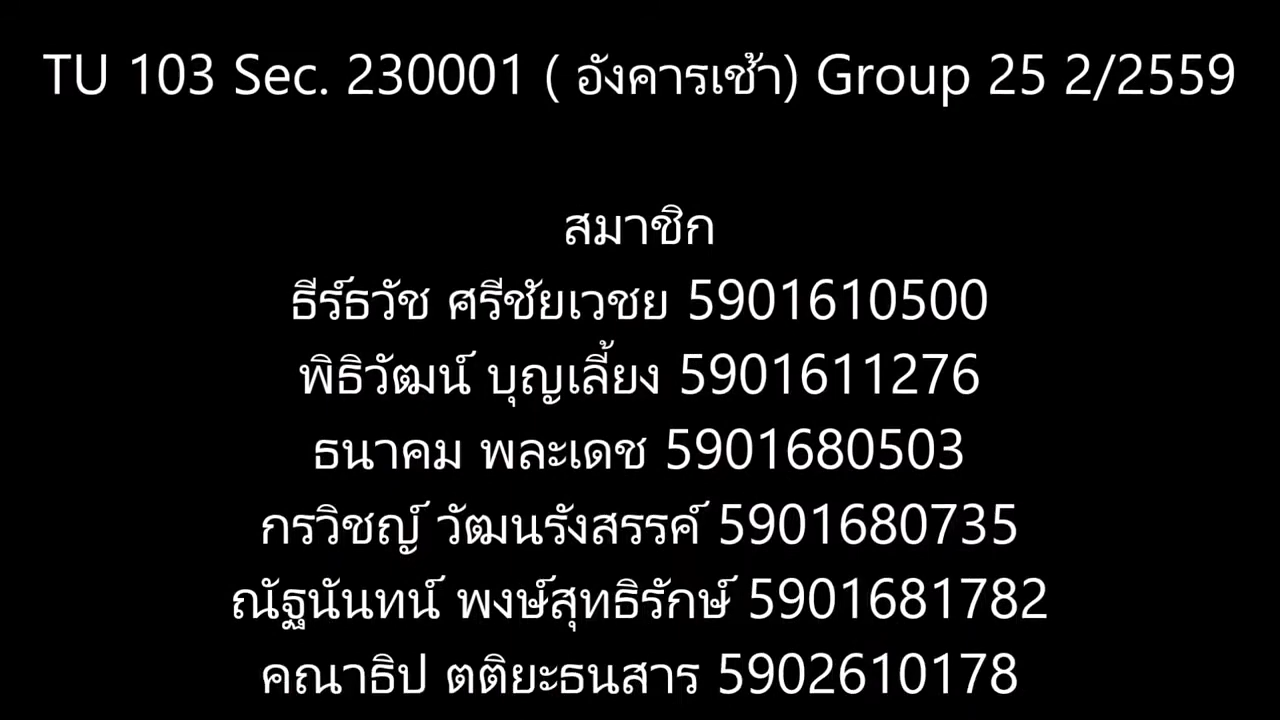 TU 103 Sec. 230001 ( อังคารเช้า) Group 25 2/2559
สมาชิก
ธีร์ธวัช ศรีชัยเวชย 5901610500
พิธิวัฒน์ บุญเลี้ยง 5901611276
ธนาคม พละเดช 5901680503
กรวิชญ์ วัฒนรังสรรค์ 5901680735
ณัฐนันทน์ พงษ์สุทธิรักษ์ 5901681782
คณาธิป ตติยะธนสาร 5902610178